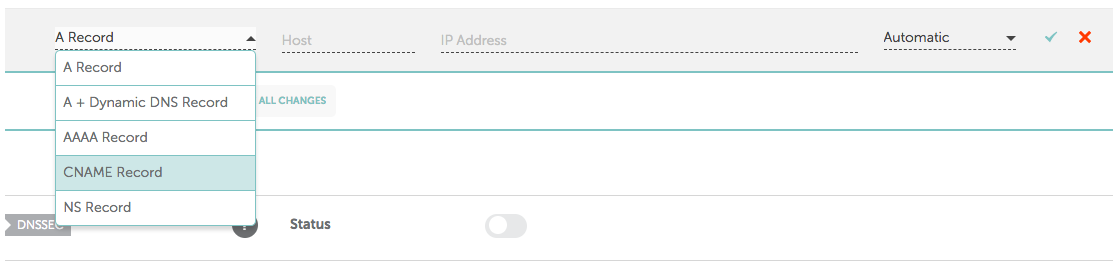 A Record Host IP Address Automatic
A Record
A + Dynamic DNS Record
ALL CHANGES
AAAA Record
CNAME Record
NS Record
DNSSEC ? Status